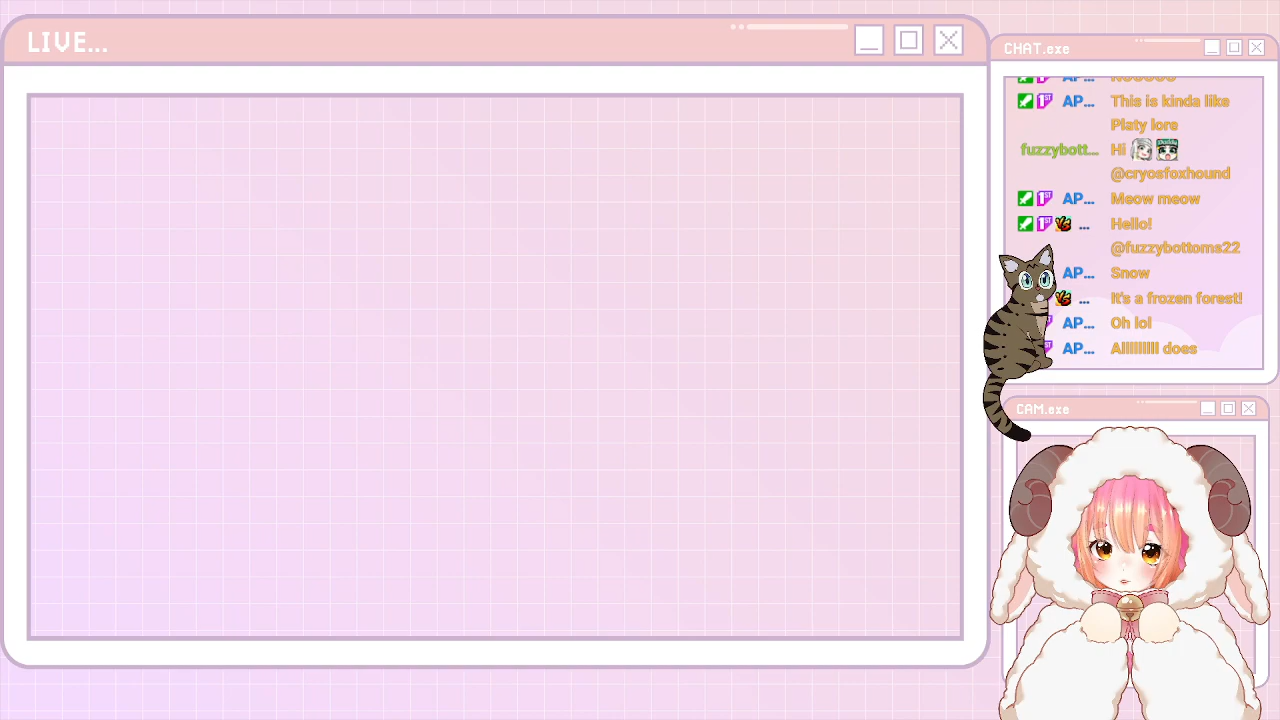 LIVE...
CHAT.exe
AP... This is kinda like
Platy lore
fuzzybott... Hi
@cryosfoxhound
AP... Meow meow
... Hello!
@fuzzybottoms22
AP... Snow
... It's a frozen forest!
AP... Oh lol
AP... Allllllll does
CAM.exe